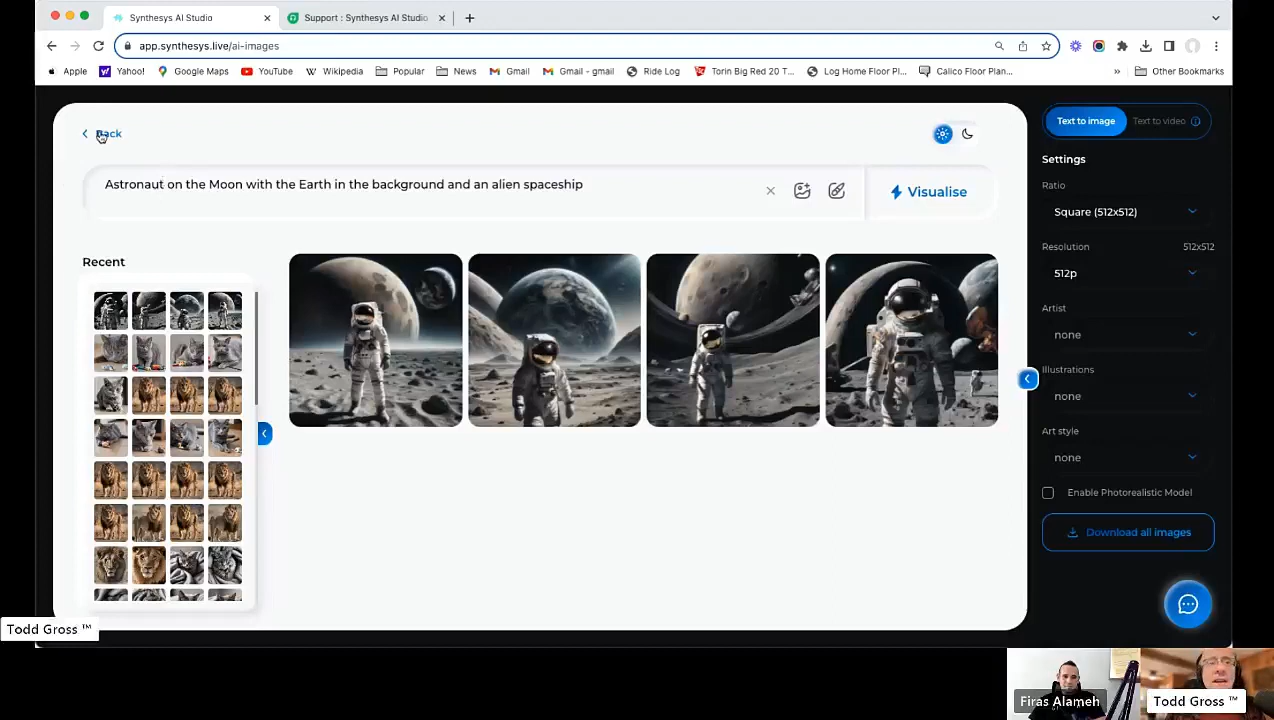 Synthesys AI Studio
Support : Synthesys AI Studio
app.synthesys.live/ai-images
Apple
Yahoo!
Google Maps
YouTube
Wikipedia
Popular
News
Gmail
Gmail - gmail
Ride Log
Torin Big Red 20 T...
Log Home Floor Pl...
Calico Floor Plan...
»
Other Bookmarks
Back
Text to image
Text to video
Settings
Astronaut on the Moon with the Earth in the background and an alien spaceship
Visualise
Ratio
Square (512x512)
Resolution
512x512
512p
Recent
Artist
none
Illustrations
none
Art style
none
Enable Photorealistic Model
Download all images
Todd Gross ™
Firas Alameh
Todd Gross ™